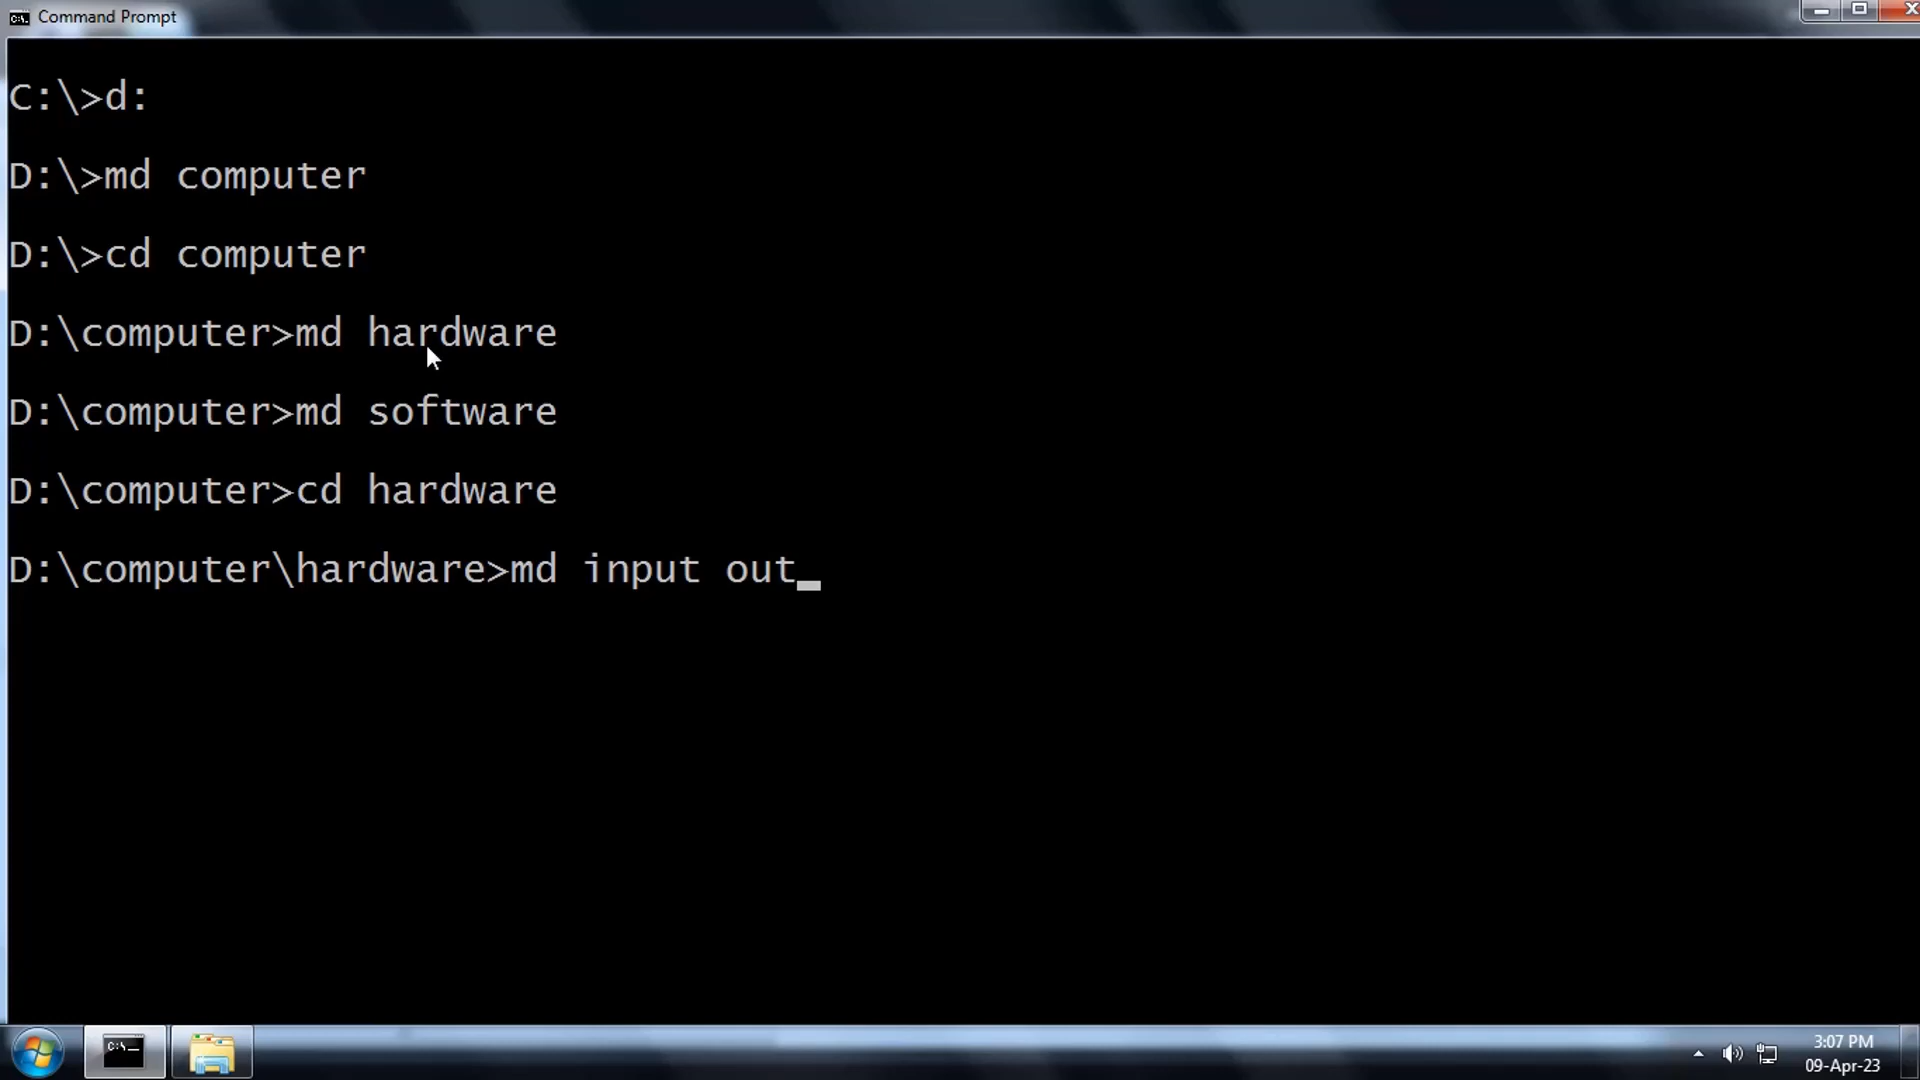 Command Prompt
C:\>d:
D:\>md computer
D:\>cd computer
D:\computer>md hardware
D:\computer>md software
D:\computer>cd hardware
D:\computer\hardware>md input out_
C:\._
3:07 PM
09-Apr-23